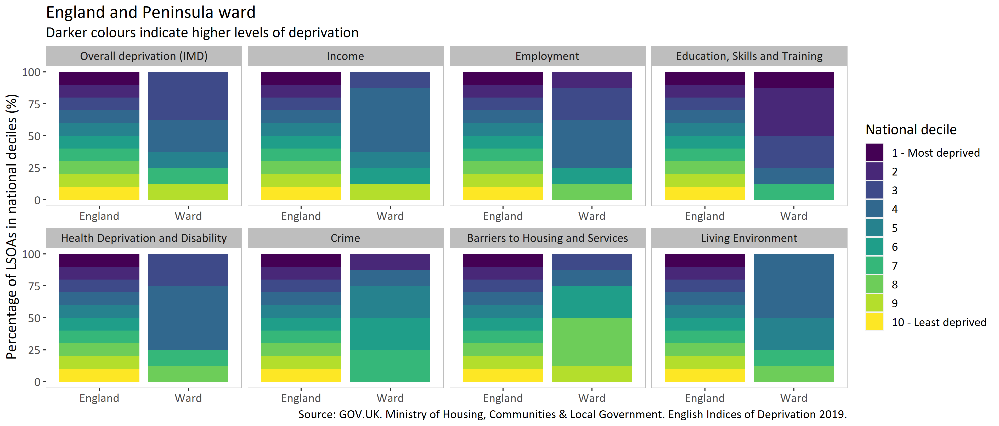 England and Peninsula ward
Darker colours indicate higher levels of deprivation
Percentage of LSOAs in national deciles (%)
Overall deprivation (IMD)
Income
Employment
Education, Skills and Training
100
75
50
25
0
England
Ward
England
Ward
England
Ward
England
Ward
Health Deprivation and Disability
Crime
Barriers to Housing and Services
Living Environment
100
75
50
25
0
England
Ward
England
Ward
England
Ward
England
Ward
National decile
1 - Most deprived
2
3
4
5
6
7
8
9
10 - Least deprived
Source: GOV.UK. Ministry of Housing, Communities & Local Government. English Indices of Deprivation 2019.